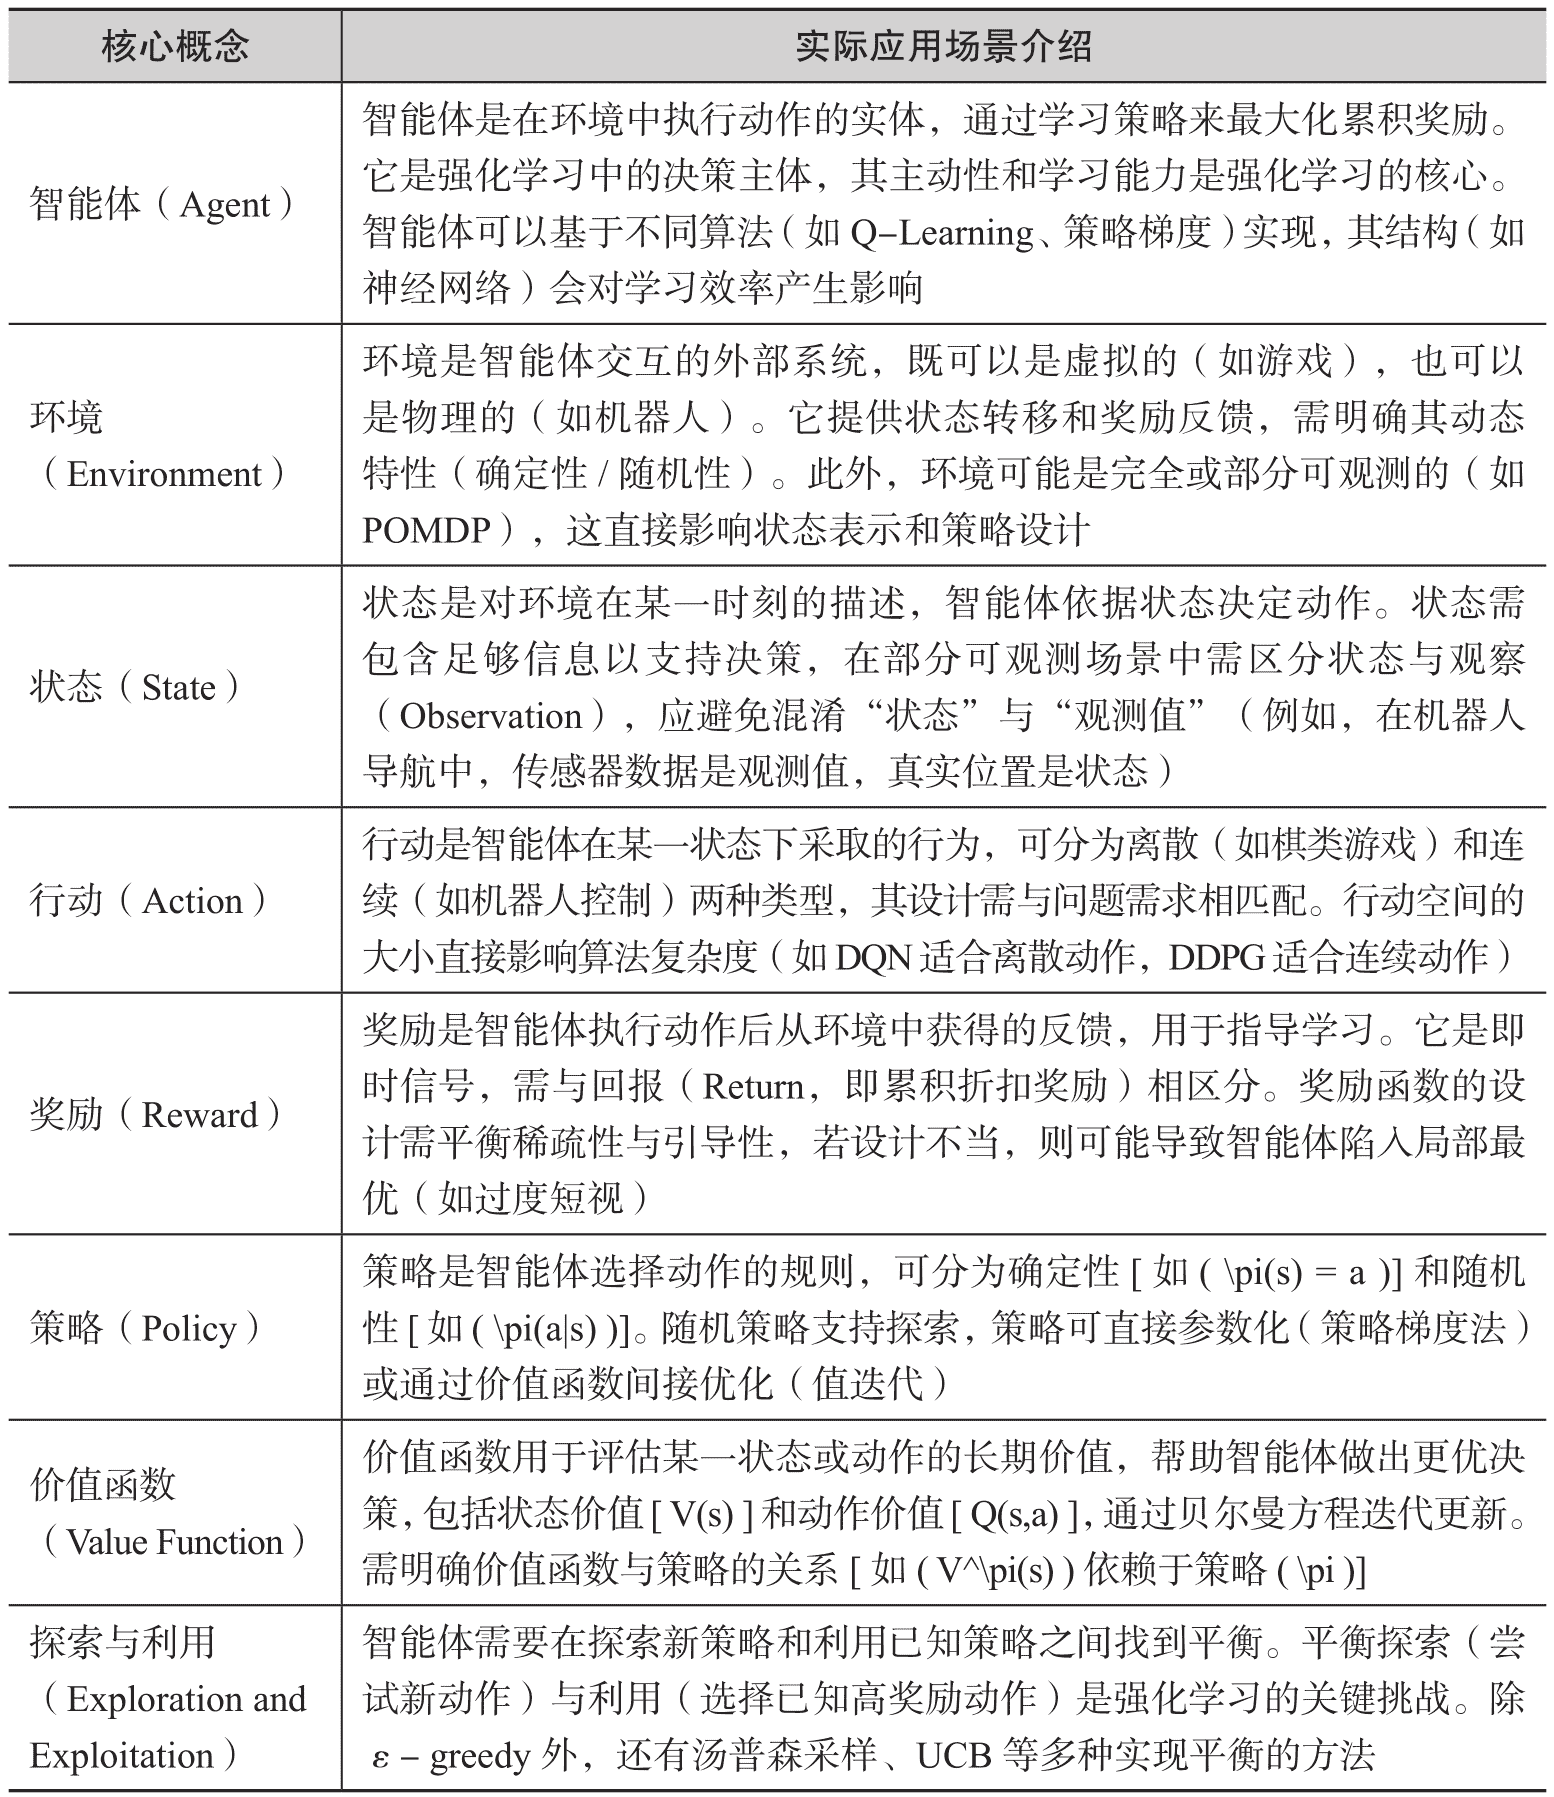 核心概念
实际应用场景介绍
智能体（Agent）
智能体是在环境中执行动作的实体，通过学习策略来最大化累积奖励。
它是强化学习中的决策主体，其主动性和学习能力是强化学习的核心。
智能体可以基于不同算法（如 Q-Learning、策略梯度）实现，其结构（如
神经网络）会对学习效率产生影响
环境
（Environment）
环境是智能体交互的外部系统，既可以是虚拟的（如游戏），也可以
是物理的（如机器人）。它提供状态转移和奖励反馈，需明确其动态
特性（确定性 / 随机性）。此外，环境可能是完全或部分可观测的（如
POMDP），这直接影响状态表示和策略设计
状态（State）
状态是对环境在某一时刻的描述，智能体依据状态决定动作。状态需
包含足够信息以支持决策，在部分可观测场景中需区分状态与观察
（Observation），应避免混淆“状态”与“观测值”（例如，在机器人
导航中，传感器数据是观测值，真实位置是状态）
行动（Action）
行动是智能体在某一状态下采取的行为，可分为离散（如棋类游戏）和连
续（如机器人控制）两种类型，其设计需与问题需求相匹配。行动空间的
大小直接影响算法复杂度（如 DQN 适合离散动作，DDPG 适合连续动作）
奖励（Reward）
奖励是智能体执行动作后从环境中获得的反馈，用于指导学习。它是即
时信号，需与回报（Return，即累积折扣奖励）相区分。奖励函数的设
计需平衡稀疏性与引导性，若设计不当，则可能导致智能体陷入局部最
优（如过度短视）
策略（Policy）
策略是智能体选择动作的规则，可分为确定性 [ 如 ( \pi(s) = a )] 和随机
性 [ 如 ( \pi(a|s) )]。随机策略支持探索，策略可直接参数化（策略梯度法）
或通过价值函数间接优化（值迭代）
价值函数
（Value Function）
价值函数用于评估某一状态或动作的长期价值，帮助智能体做出更优决
策，包括状态价值 [ V(s) ] 和动作价值 [ Q(s,a) ]，通过贝尔曼方程迭代更新。
需明确价值函数与策略的关系 [ 如 ( V^\pi(s) ) 依赖于策略 ( \pi )]
探索与利用
（Exploration and
Exploitation）
智能体需要在探索新策略和利用已知策略之间找到平衡。平衡探索（尝
试新动作）与利用（选择已知高奖励动作）是强化学习的关键挑战。除
ε – greedy 外，还有汤普森采样、UCB 等多种实现平衡的方法